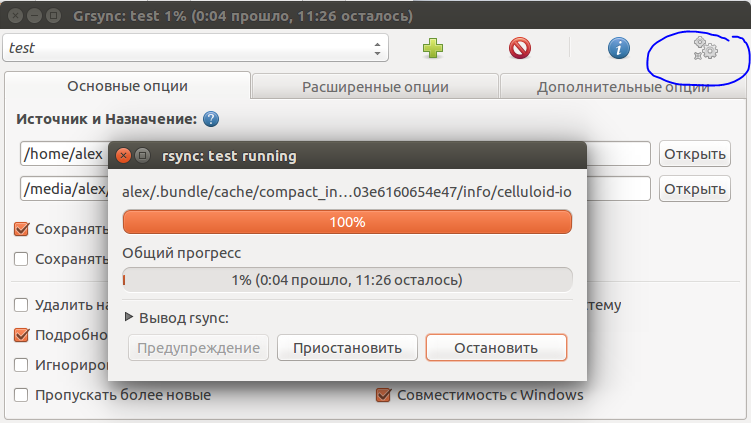 Grsync: test 1% (0:04 прошло, 11:26 осталось)
test
Основные опции
Расширенные опции
Дополнительные опции
Источник и Назначение:
/home/alex
Открыть
/media/alex/
Открыть
Сохранять
Сохранять
Удалить на
тему
Подробно
Игнориров
Пропускать более новые
Совместимость с Windows
rsync: test running
alex/.bundle/cache/compact_in…03e6160654e47/info/celluloid-io
100%
Общий прогресс
1% (0:04 прошло, 11:26 осталось)
Вывод rsync:
Предупреждение
Приостановить
Остановить